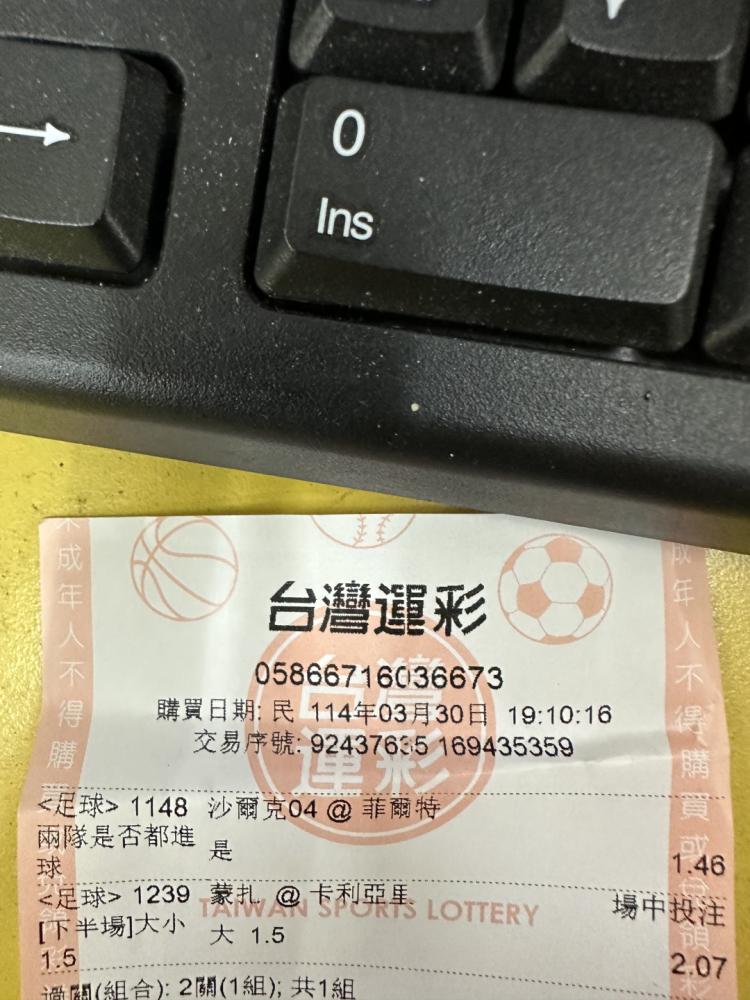 0
Ins
台灣運彩
05866716036673
購買日期: 民 114年03月30日 19:10:16
交易序號: 92437635 169435359
<足球> 1148 沙爾克04 @ 菲爾特
兩隊是否都進球 是 1.46
<足球> 1239 蒙扎 @ 卡利亞里 場中投注
[下半場]大小 大 1.5
1.5 2.07
過關(組合): 2關(1組); 共1組
TAIWAN SPORTS LOTTERY
台灣運彩
成年人不得購
成年人不得購買或